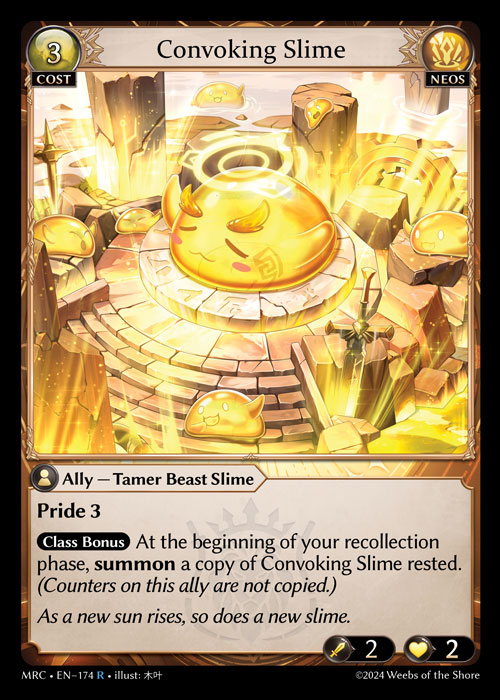 3
Convoking Slime
COST
NEOS
Ally — Tamer Beast Slime
Pride 3
Class Bonus At the beginning of your recollection
phase, summon a copy of Convoking Slime rested.
(Counters on this ally are not copied.)
As a new sun rises, so does a new slime.
2
2
MRC • EN–174 R • illust: 木叶
©2024 Weebs of the Shore